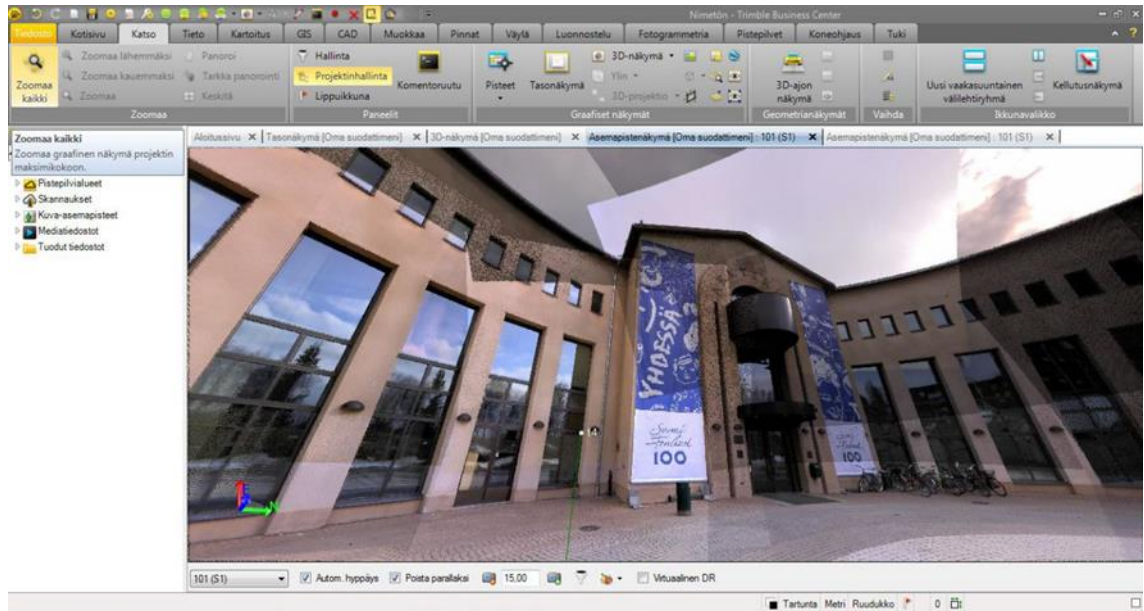 Nimetön - Trimble Business Center
Tiedosto Kotisivu Katso Tieto Kartoitus GIS CAD Muokkaa Pinnat Väylä Luonnostelu Fotogrammetria Pistepilvet Koneohjaus Tuki
Zoomaa kaikki
Zoomaa lähemmäksi
Zoomaa kauemmaksi
Zoomaa
Panoroi
Tarkka panorointi
Keskitä
Zoomaa
Hallinta
Projektinhallinta
Lippuikkuna
Komentoruutu
Paneelit
Pisteet
Tasonäkymä
3D-näkymä
Ylin
3D-projektio
Graafiset näkymät
3D-ajon
näkymä
Geometrianäkymät
Vaihda
Uusi vaakasuuntainen
välilehtiryhmä
Kellutusnäkymä
Ikkunavalikko
Zoomaa kaikki
Zoomaa graafinen näkymä projektin
maksimikokoon.
Aloitussivu Tasonäkymä [Oma suodattimeni] 3D-näkymä [Oma suodattimeni] Asemapistenäkymä [Oma suodattimeni] : 101 (S1) Asemapistenäkymä [Oma suodattimeni] : 101 (S1)
Pistepilvialueet
Skannaukset
Kuva-asemapisteet
Mediatiedostot
Tuodut tiedostot
YHDESSÄ
Suomi
Finland
100
Suomi
Finland
100
N
101 (S1) Autom. hyppäys Poista parallaksi 15,00 Virtuaalinen DR
Tartunta Metri Ruudukko 0